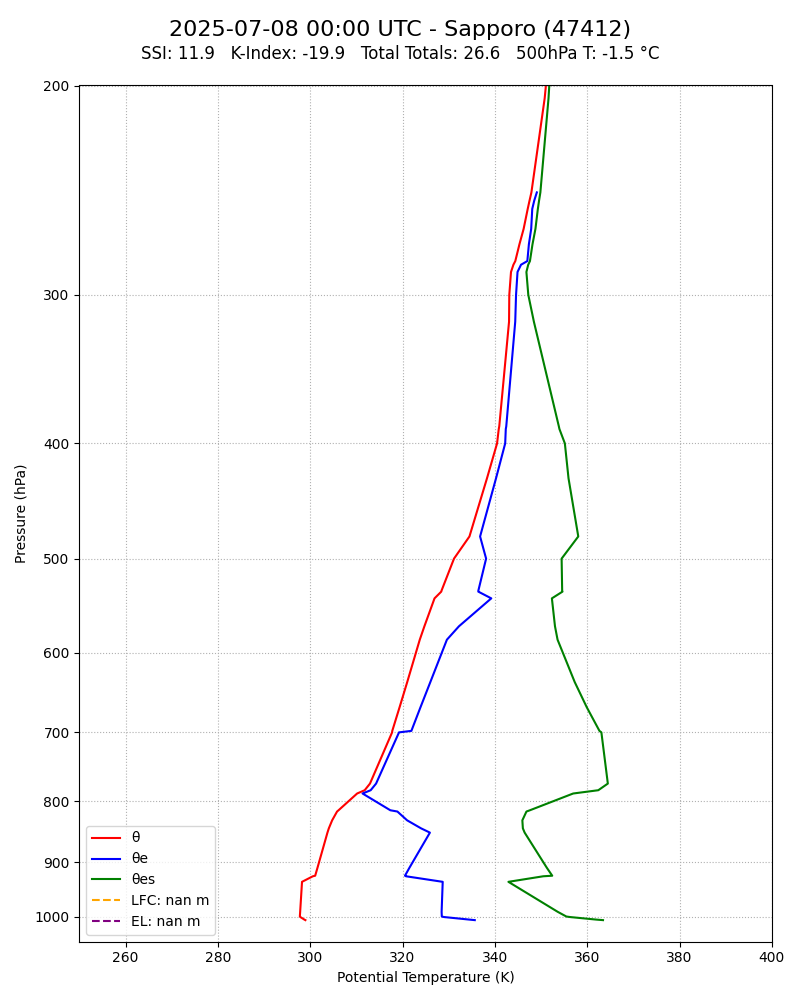 2025-07-08 00:00 UTC - Sapporo (47412)
SSI: 11.9   K-Index: -19.9   Total Totals: 26.6   500hPa T: -1.5 °C
200
300
400
500
600
700
800
900
1000
Pressure (hPa)
θ
θe
θes
LFC: nan m
EL: nan m
260 280 300 320 340 360 380 400
Potential Temperature (K)